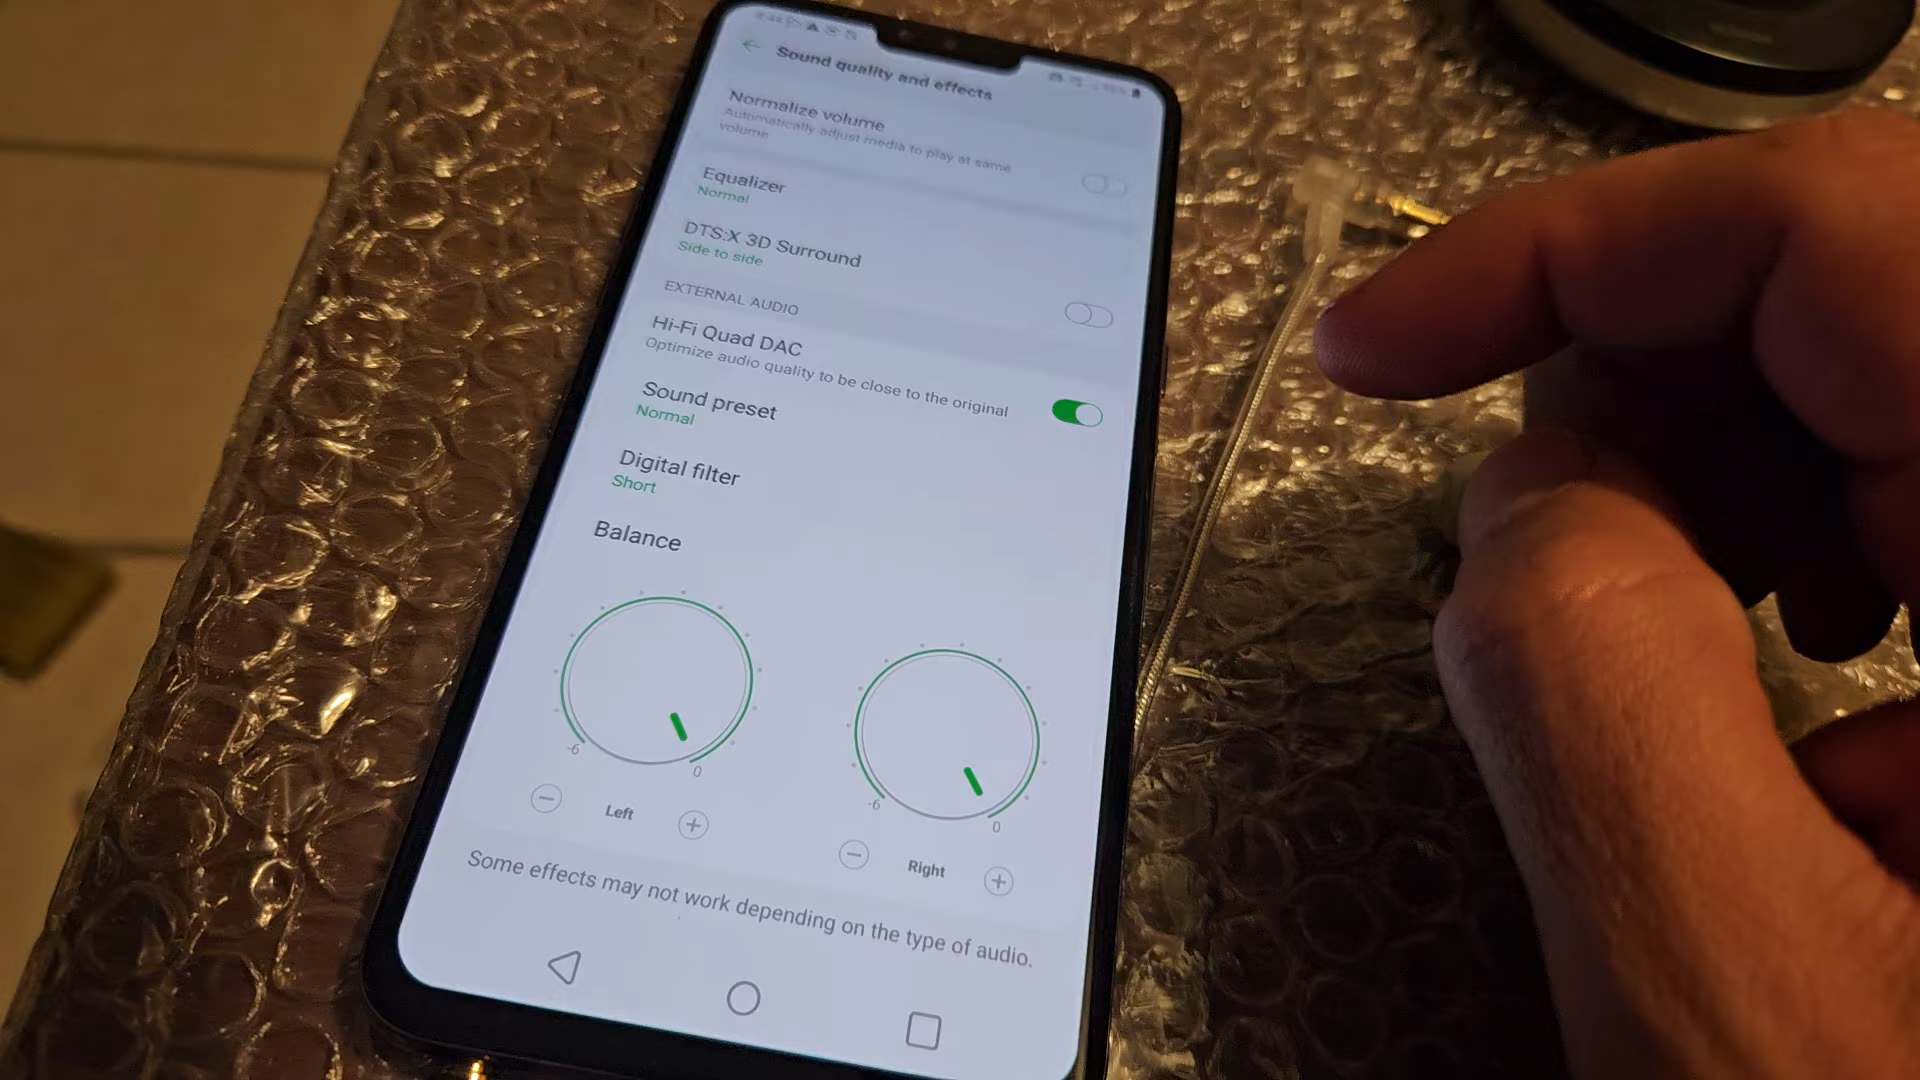 Sound quality and effects
Normalize volume
Automatically adjust media to play at same
volume
Equalizer
Normal
DTS:X 3D Surround
Side to side
EXTERNAL AUDIO
Hi-Fi Quad DAC
Optimize audio quality to be close to the original
Sound preset
Normal
Digital filter
Short
Balance
-6
0
-6
0
Left
Right
Some effects may not work depending on the type of audio.